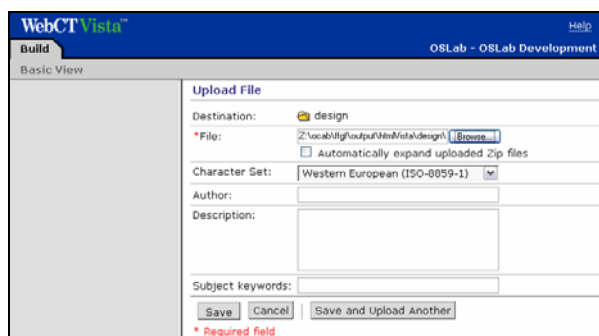 WebCT Vista™
Help
Build
OSLab - OSLab Development
Basic View
Upload File
Destination: design
*File: Z:\ocab\lfgf\output\htmlVista\design\ Browse...
Automatically expand uploaded Zip files
Character Set: Western European (ISO-8859-1)
Author:
Description:
Subject keywords:
Save Cancel Save and Upload Another
* Required field